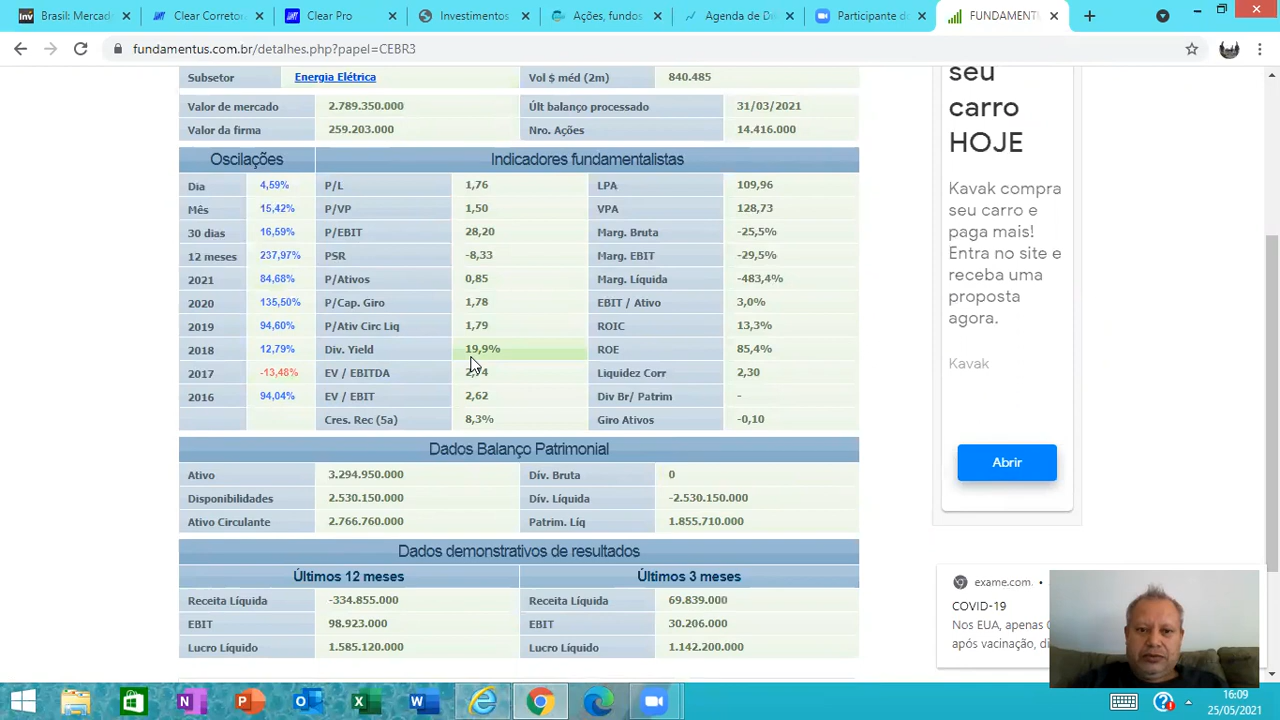 Brasil: Mercad
Clear Corretor
Clear Pro
Investimentos
Ações, fundos
Agenda de Di
Participante d
FUNDAMENTU
fundamentus.com.br/detalhes.php?papel=CEBR3
Subsetor Energia Elétrica Vol $ méd (2m) 840.485
Valor de mercado 2.789.350.000 Últ balanço processado 31/03/2021
Valor da firma 259.203.000 Nro. Ações 14.416.000
Oscilações Indicadores fundamentalistas
Dia 4,59% P/L 1,76 LPA 109,96
Mês 15,42% P/VP 1,50 VPA 128,73
30 dias 16,59% P/EBIT 28,20 Marg. Bruta -25,5%
12 meses 237,97% PSR -8,33 Marg. EBIT -29,5%
2021 84,68% P/Ativos 0,85 Marg. Líquida -483,4%
2020 135,50% P/Cap. Giro 1,78 EBIT / Ativo 3,0%
2019 94,60% P/Ativ Circ Liq 1,79 ROIC 13,3%
2018 12,79% Div. Yield 19,9% ROE 85,4%
2017 -13,48% EV / EBITDA Liquidez Corr 2,30
2016 94,04% EV / EBIT 2,62 Div Br/ Patrim -
Cres. Rec (5a) 8,3% Giro Ativos -0,10
Dados Balanço Patrimonial
Ativo 3.294.950.000 Dív. Bruta 0
Disponibilidades 2.530.150.000 Dív. Líquida -2.530.150.000
Ativo Circulante 2.766.760.000 Patrim. Líq 1.855.710.000
Dados demonstrativos de resultados
Últimos 12 meses Últimos 3 meses
Receita Líquida -334.855.000 Receita Líquida 69.839.000
EBIT 98.923.000 EBIT 30.206.000
Lucro Líquido 1.585.120.000 Lucro Líquido 1.142.200.000
seu
carro
HOJE
Kavak compra
seu carro e
paga mais!
Entra no site e
receba uma
proposta
agora.
Kavak
Abrir
exame.com. •
COVID-19
Nos EUA, apenas
após vacinação, di
16:09
25/05/2021